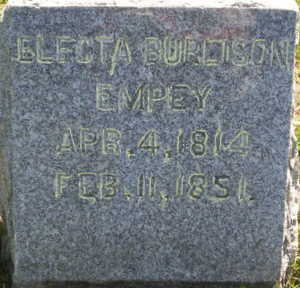 ELECTA BURLISON
EMPEY
APR. 4, 1814
FEB. 11, 1851.